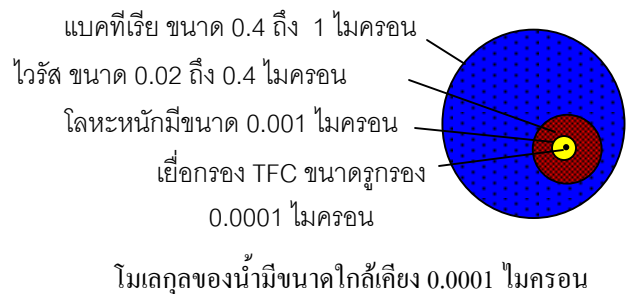 แบคทีเรีย ขนาด 0.4 ถึง 1 ไมครอน
ไวรัส ขนาด 0.02 ถึง 0.4 ไมครอน
โลหะหนักมีขนาด 0.001 ไมครอน
เยื่อกรอง TFC ขนาดรูกรอง
0.0001 ไมครอน
โมเลกุลของน้ำมีขนาดใกล้เคียง 0.0001 ไมครอน